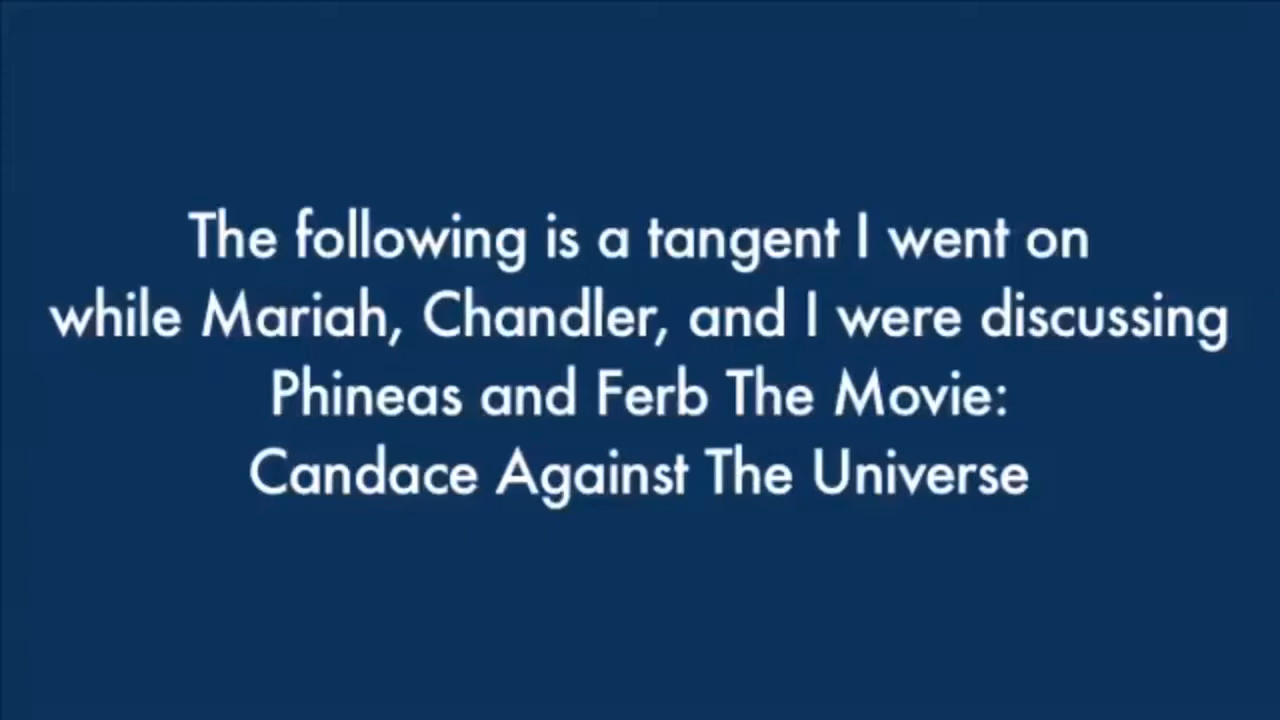 The following is a tangent I went on
while Mariah, Chandler, and I were discussing
Phineas and Ferb The Movie:
Candace Against The Universe